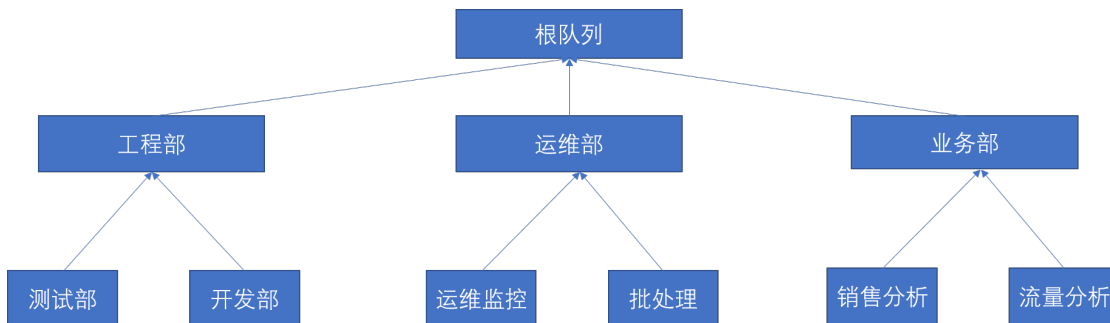 根队列
工程部
运维部
业务部
测试部
开发部
运维监控
批处理
销售分析
流量分析